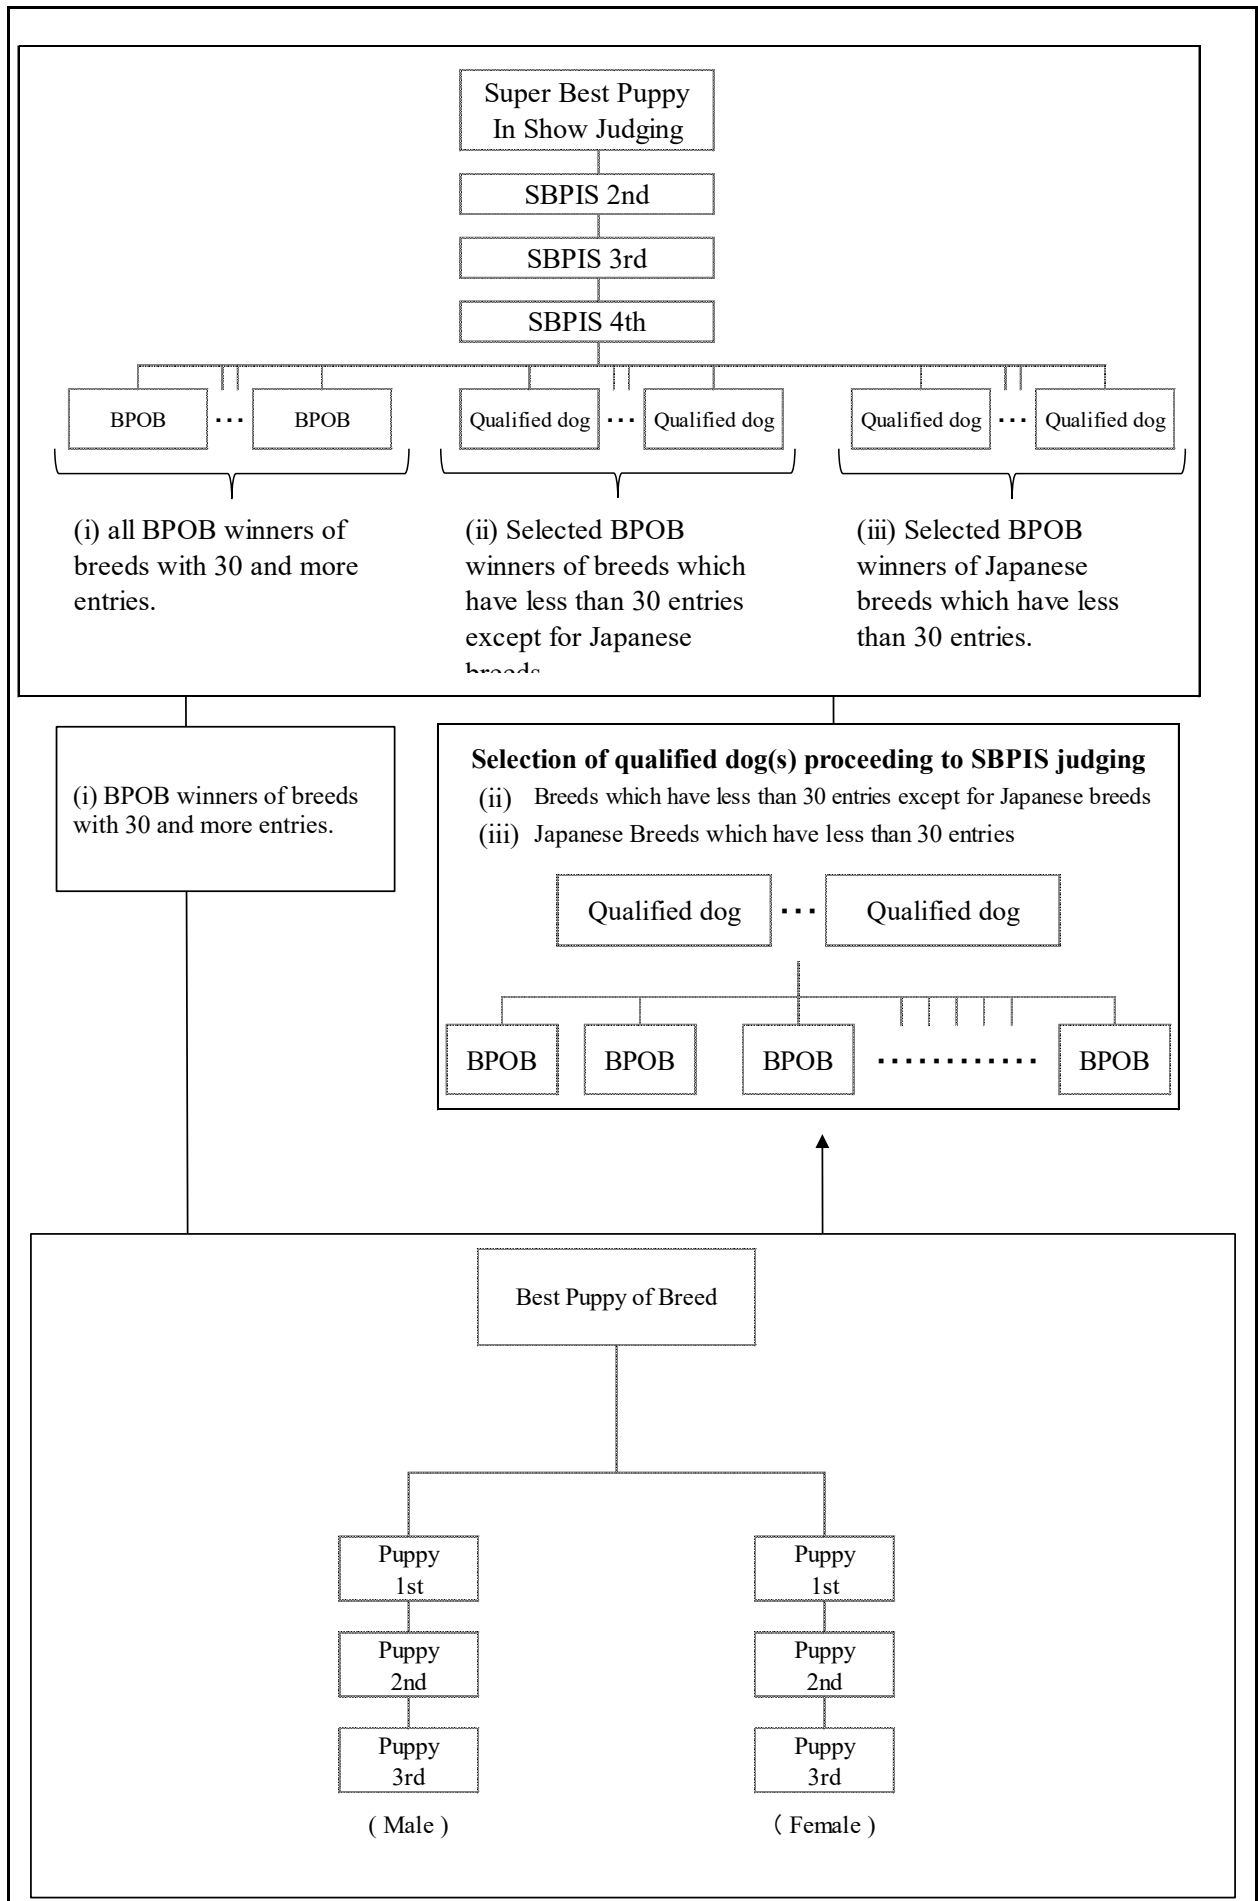 Super Best Puppy
In Show Judging
SBPIS 2nd
SBPIS 3rd
SBPIS 4th
BPOB ··· BPOB Qualified dog ··· Qualified dog Qualified dog ··· Qualified dog
(i) all BPOB winners of
breeds with 30 and more
entries.
(ii) Selected BPOB
winners of breeds which
have less than 30 entries
except for Japanese
breeds
(iii) Selected BPOB
winners of Japanese
breeds which have less
than 30 entries.
(i) BPOB winners of breeds
with 30 and more entries.
Selection of qualified dog(s) proceeding to SBPIS judging
(ii) Breeds which have less than 30 entries except for Japanese breeds
(iii) Japanese Breeds which have less than 30 entries
Qualified dog ··· Qualified dog
BPOB BPOB BPOB ············ BPOB
Best Puppy of Breed
Puppy
1st
Puppy
2nd
Puppy
3rd
( Male )
Puppy
1st
Puppy
2nd
Puppy
3rd
( Female )